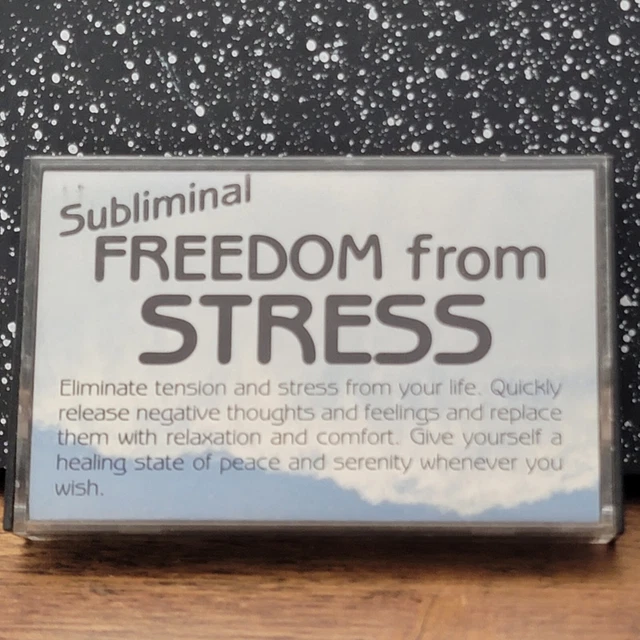 Subliminal
FREEDOM from
STRESS
Eliminate tension and stress from your life. Quickly
release negative thoughts and feelings and replace
them with relaxation and comfort. Give yourself a
healing state of peace and serenity whenever you
wish.